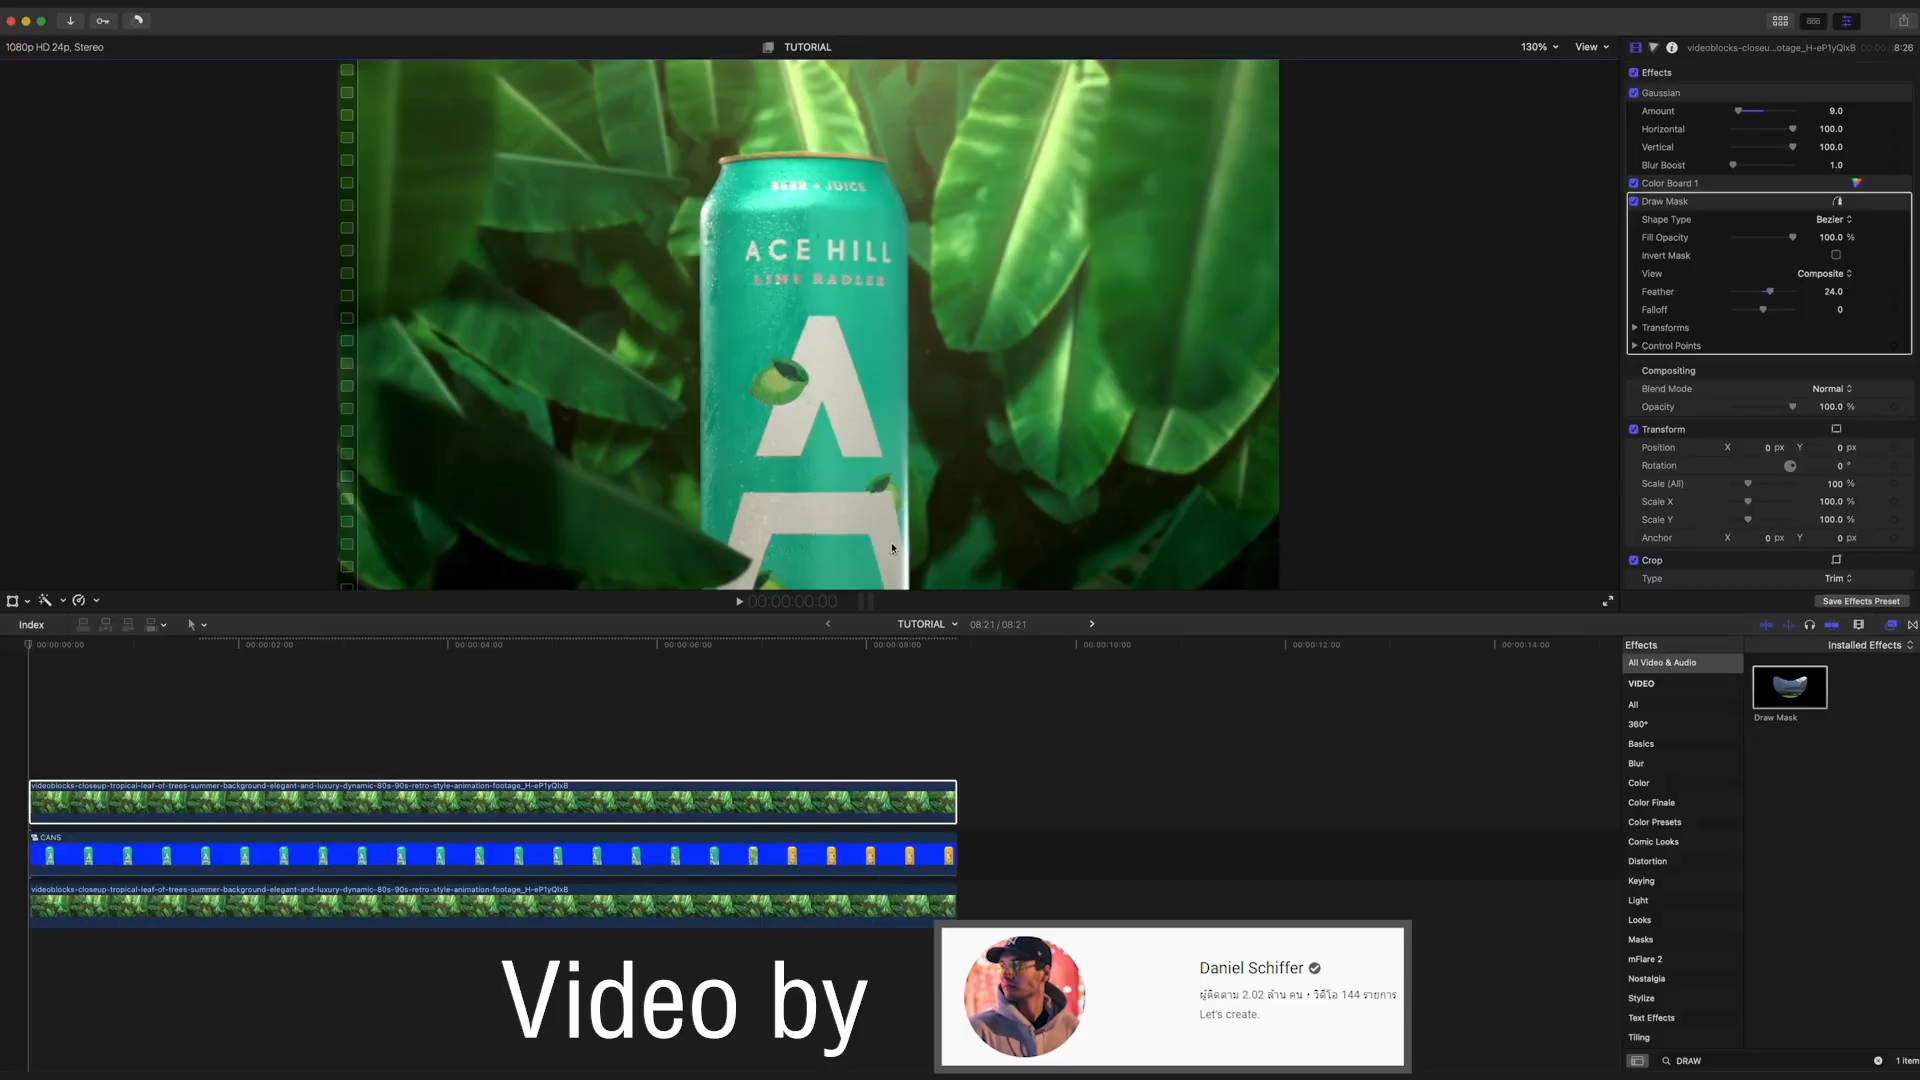 1080p HD 24p, Stereo
TUTORIAL
130%
View
videoblocks-closeu...otage_H-eP1yQlxB
8:26
Effects
Gaussian
Amount 9.0
Horizontal 100.0
Vertical 100.0
Blur Boost 1.0
Color Board 1
Draw Mask
Shape Type Bezier
Fill Opacity 100.0 %
Invert Mask
View Composite
Feather 24.0
Falloff 0
Transforms
Control Points
Compositing
Blend Mode Normal
Opacity 100.0 %
Transform
Position X 0 px Y 0 px
Rotation 0 °
Scale (All) 100 %
Scale X 100.0 %
Scale Y 100.0 %
Anchor X 0 px Y 0 px
Crop
Type Trim
Save Effects Preset
BEER + JUICE
ACE HILL
LIME RADLER
A
00:00:00:00
Index
TUTORIAL
08:21 / 08:21
00:00:00:00
00:00:02:00
00:00:04:00
00:00:06:00
00:00:08:00
00:00:10:00
00:00:12:00
00:00:14:00
videoblocks-closeup-tropical-leaf-of-trees-summer-background-elegant-and-luxury-dynamic-80s-90s-retro-style-animation-footage_H-eP1yQlxB
CANS
videoblocks-closeup-tropical-leaf-of-trees-summer-background-elegant-and-luxury-dynamic-80s-90s-retro-style-animation-footage_H-eP1yQlxB
Effects
Installed Effects
All Video & Audio
VIDEO
All
360°
Basics
Blur
Color
Color Finale
Color Presets
Comic Looks
Distortion
Keying
Light
Looks
Masks
mFlare 2
Nostalgia
Stylize
Text Effects
Tiling
Draw Mask
DRAW
1 item
Video by
Daniel Schiffer
ผู้ติดตาม 2.02 ล้าน คน • วิดีโอ 144 รายการ
Let's create.